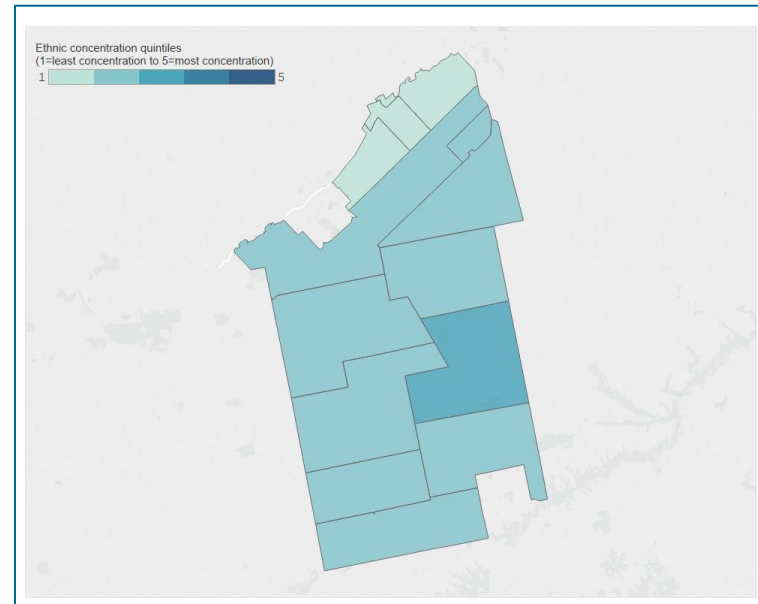 Ethnic concentration quintiles
(1=least concentration to 5=most concentration)
1 5